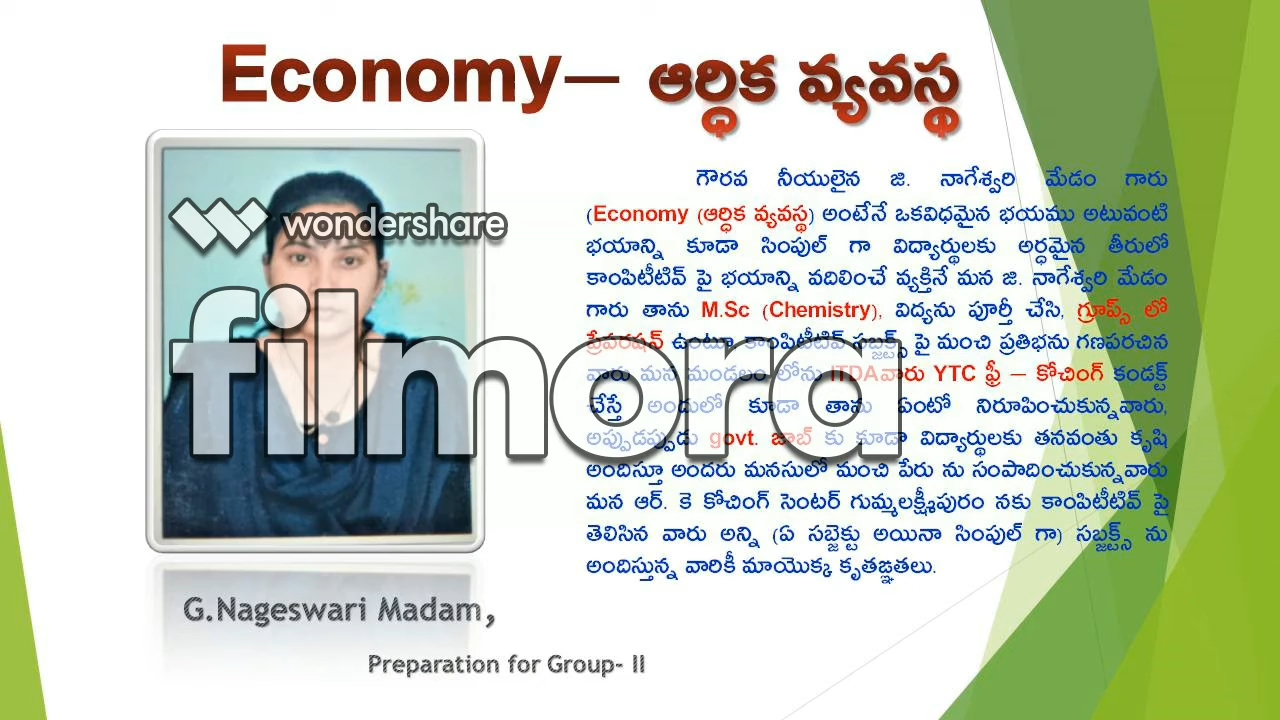 Economy— ఆర్ధిక వ్యవస్థ
గౌరవ నీయులైన జి. నాగేశ్వరి మేడం గారు
(Economy (ఆర్ధిక వ్యవస్థ) అంటేనే ఒకవిధమైన భయము అటువంటి
భయాన్ని కూడా సింపుల్ గా విద్యార్థులకు అర్ధమైన తీరులో
కాంపిటీటివ్ పై భయాన్ని వదిలించే వ్యక్తినే మన జి. నాగేశ్వరి మేడం
గారు తాను M.Sc (Chemistry), విద్యను పూర్తీ చేసి, గ్రూప్స్ లో
ప్రేపరషన్ ఉంటూ కాంపిటీటివ్ సబ్జక్ట్స్ పై మంచి ప్రతిభను గణపరచిన
వారు మన మండలం లోను ITDAవారు YTC ఫ్రీ – కోచింగ్ కండక్ట్
చేస్తే అందులో కూడా తాను ఏంటో నిరూపించుకున్నవారు,
అప్పుడప్పుడు govt. జాబ్ కు కూడా విద్యార్థులకు తనవంతు కృషి
అందిస్తూ అందరు మనసులో మంచి పేరు ను సంపాదించుకున్నవారు
మన ఆర్. కె కోచింగ్ సెంటర్ గుమ్మలక్ష్మీపురం నకు కాంపిటీటివ్ పై
తెలిసిన వారు అన్ని (ఏ సబ్జెక్టు అయినా సింపుల్ గా) సబ్జక్ట్స్ ను
అందిస్తున్న వారికీ మాయొక్క కృతఙ్ఞతలు.
wondershare
filmora
G.Nageswari Madam,
Preparation for Group- II